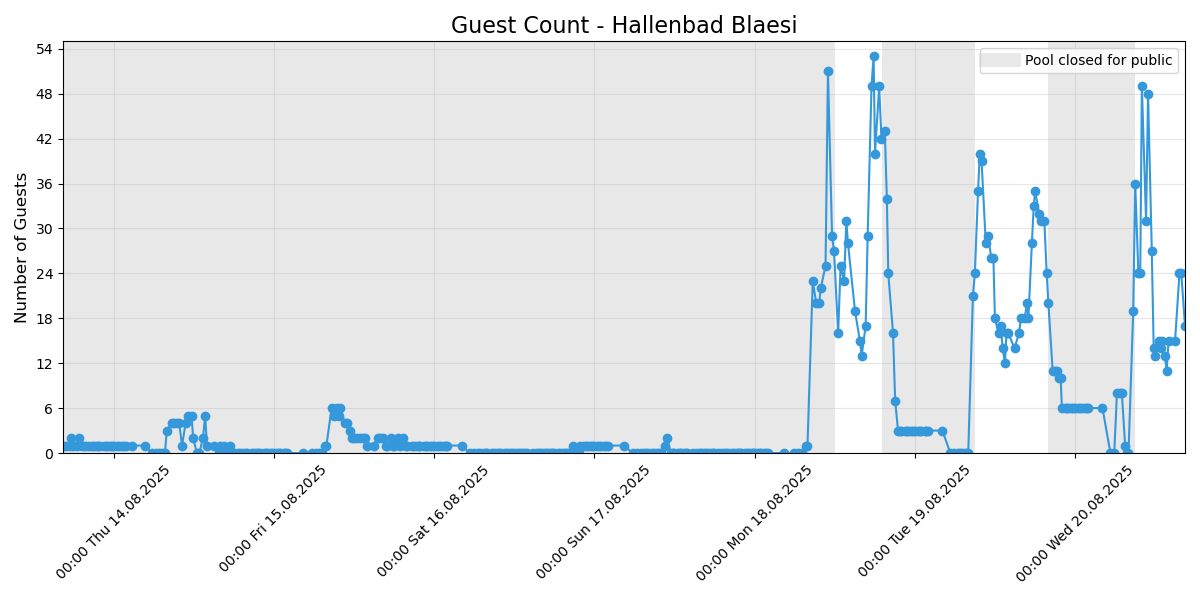 Guest Count - Hallenbad Blaesi
Pool closed for public
Number of Guests
54
48
42
36
30
24
18
12
6
0
00:00 Thu 14.08.2025
00:00 Fri 15.08.2025
00:00 Sat 16.08.2025
00:00 Sun 17.08.2025
00:00 Mon 18.08.2025
00:00 Tue 19.08.2025
00:00 Wed 20.08.2025